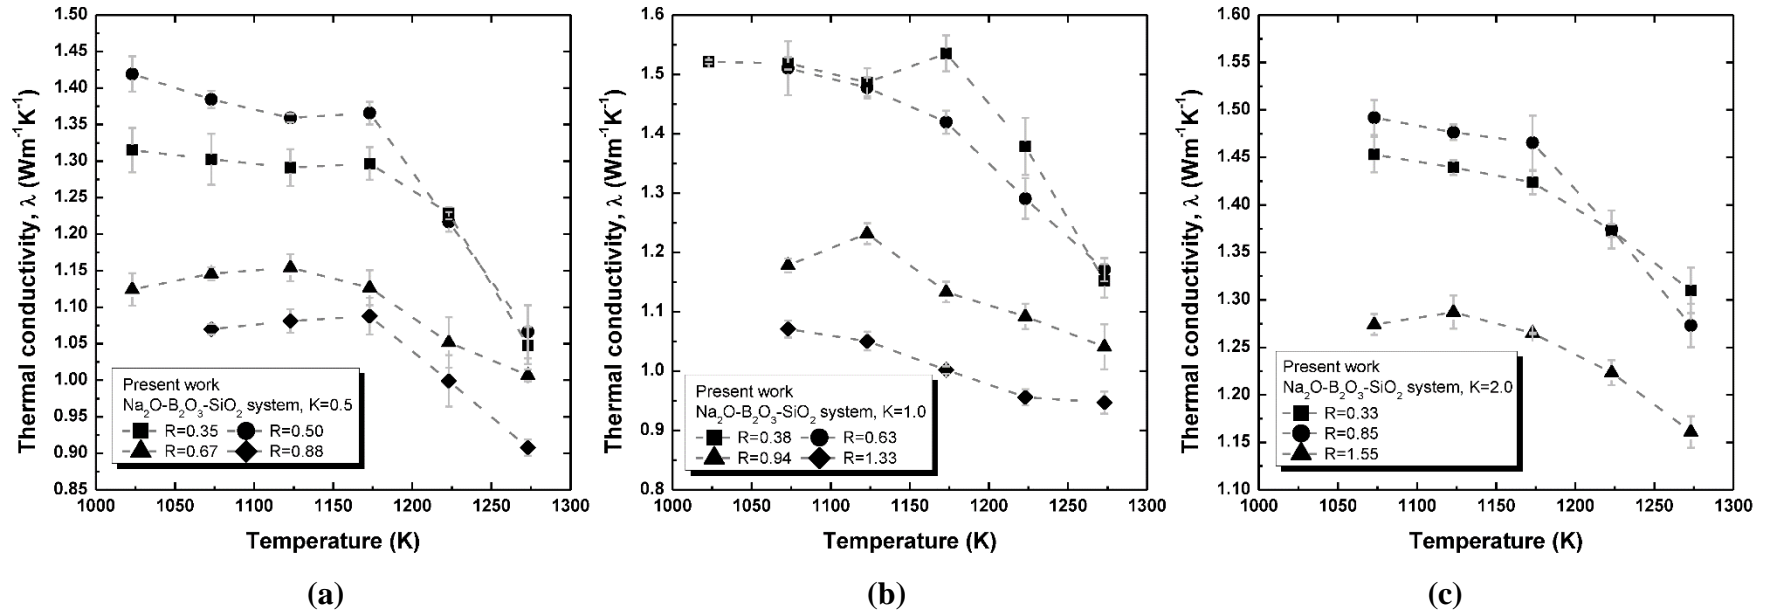 Thermal conductivity, λ (Wm⁻¹K⁻¹)
1.50
1.45
1.40
1.35
1.30
1.25
1.20
1.15
1.10
1.05
1.00
0.95
0.90
0.85
Present work
Na₂O-B₂O₃-SiO₂ system, K=0.5
R=0.35 R=0.50
R=0.67 R=0.88
1000 1050 1100 1150 1200 1250 1300
Temperature (K)
(a)
Thermal conductivity, λ (Wm⁻¹K⁻¹)
1.6
1.5
1.4
1.3
1.2
1.1
1.0
0.9
0.8
Present work
Na₂O-B₂O₃-SiO₂ system, K=1.0
R=0.38 R=0.63
R=0.94 R=1.33
1000 1050 1100 1150 1200 1250 1300
Temperature (K)
(b)
Thermal conductivity, λ (Wm⁻¹K⁻¹)
1.60
1.55
1.50
1.45
1.40
1.35
1.30
1.25
1.20
1.15
1.10
Present work
Na₂O-B₂O₃-SiO₂ system, K=2.0
R=0.33
R=0.85
R=1.55
1000 1050 1100 1150 1200 1250 1300
Temperature (K)
(c)